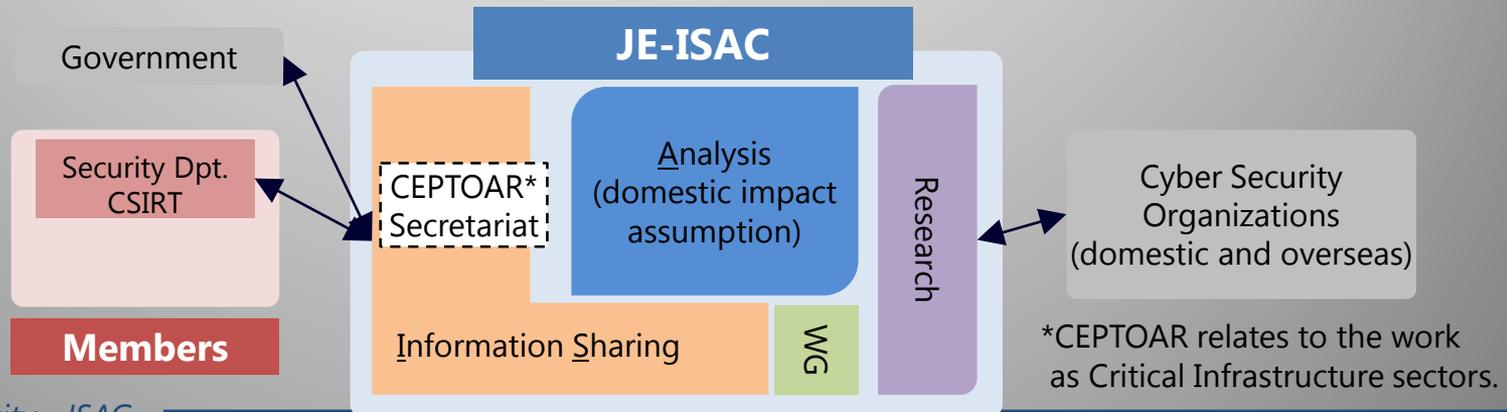 JE-ISAC
Government
Security Dpt.
CSIRT
Members
CEPTOAR*
Secretariat
Analysis
(domestic impact
assumption)
Information Sharing
WG
Research
Cyber Security
Organizations
(domestic and overseas)
*CEPTOAR relates to the work
as Critical Infrastructure sectors.
ISAC